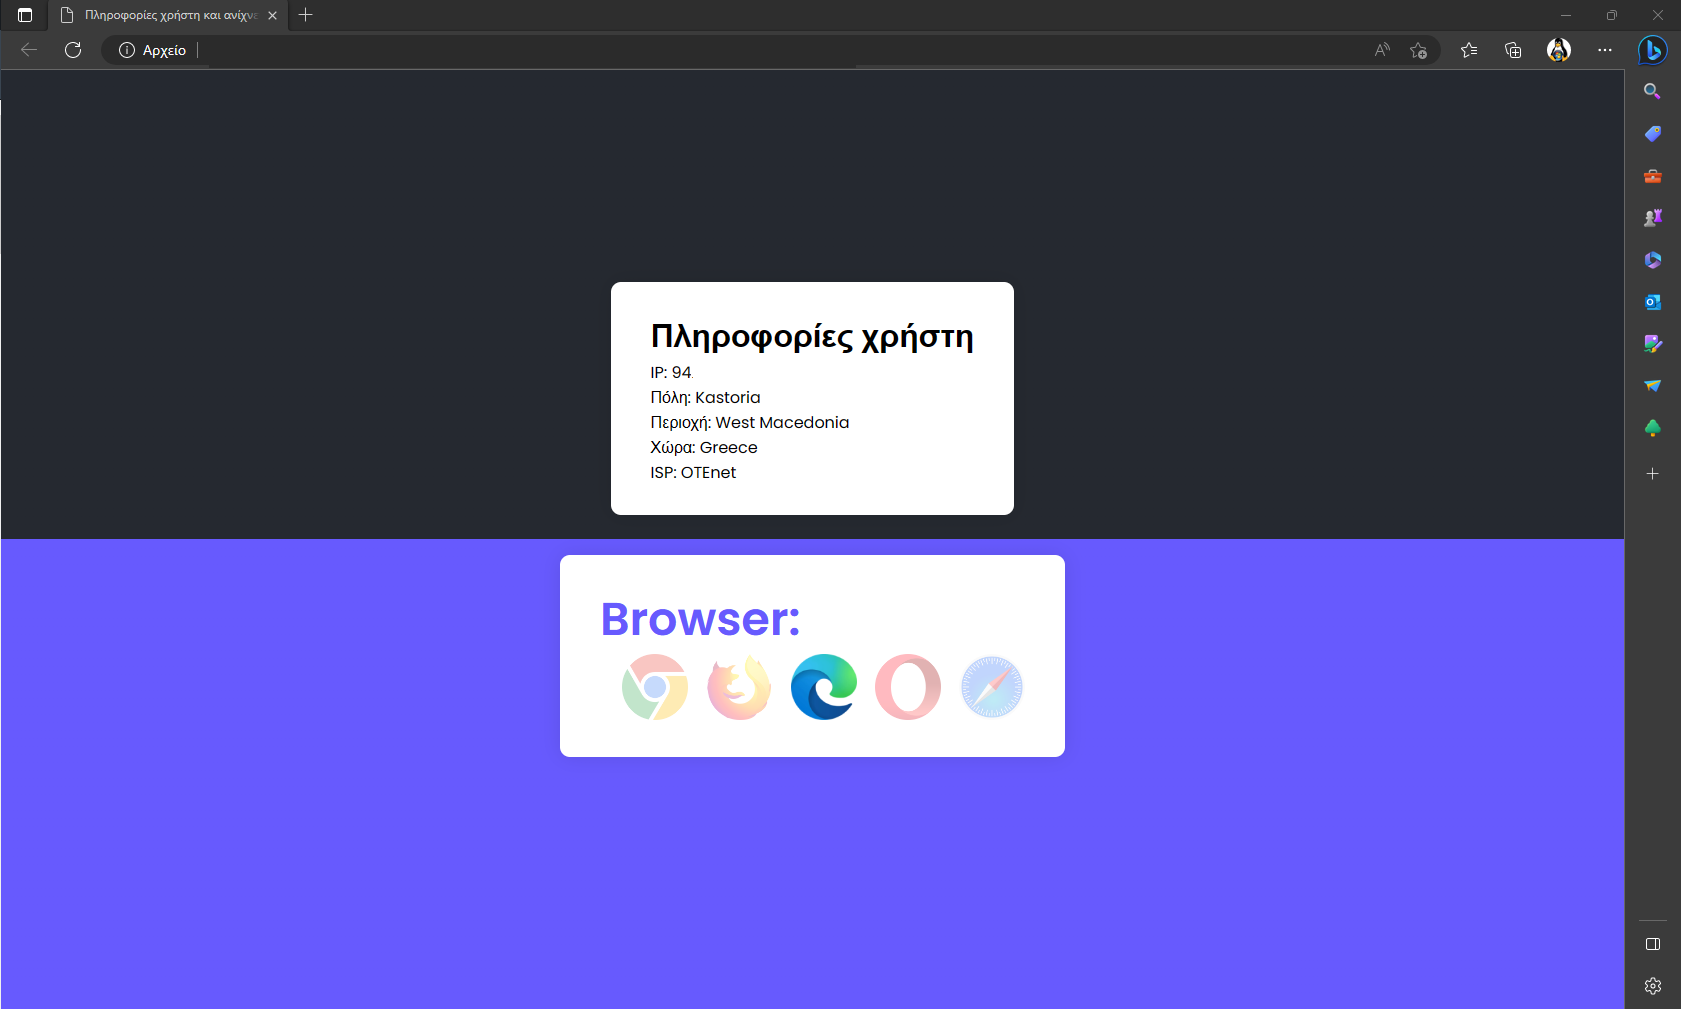 Πληροφορίες χρήστη και ανίχνε
Αρχείο
Πληροφορίες χρήστη
IP: 94.
Πόλη: Kastoria
Περιοχή: West Macedonia
Χώρα: Greece
ISP: OTEnet
Browser: